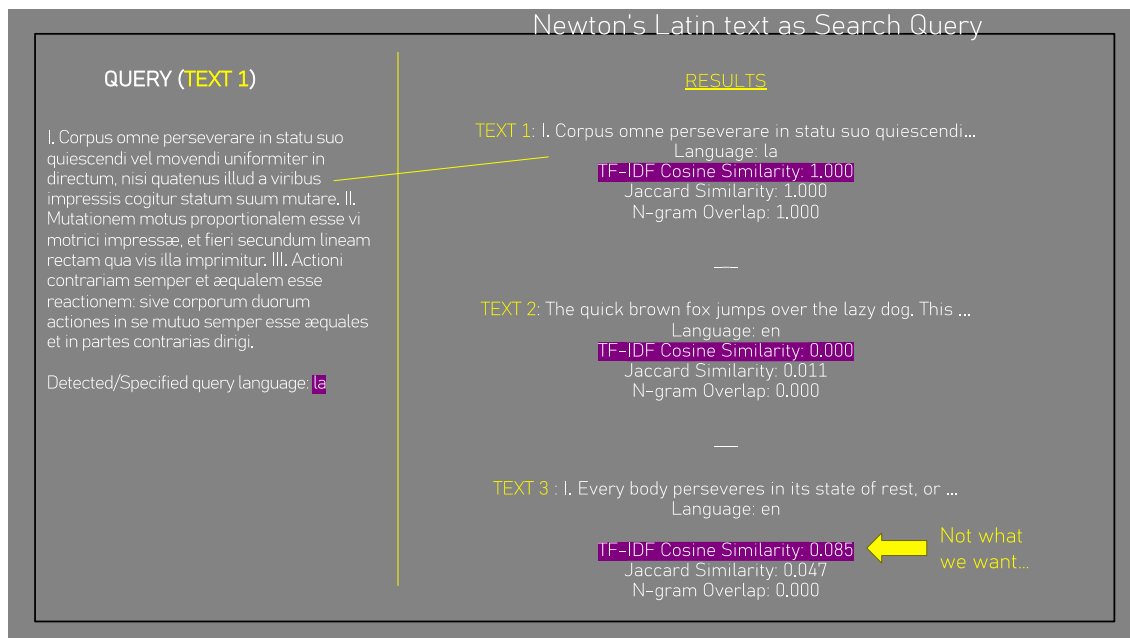 Newton's Latin text as Search Query
QUERY (TEXT 1)
I. Corpus omne perseverare in statu suo
quiescendi vel movendi uniformiter in
directum, nisi quatenus illud a viribus
impressis cogitur statum suum mutare. II.
Mutationem motus proportionalem esse vi
motrici impressæ, et fieri secundum lineam
rectam qua vis illa imprimitur. III. Actioni
contrariam semper et æqualem esse
reactionem: sive corporum duorum
actiones in se mutuo semper esse æquales
et in partes contrarias dirigi.
Detected/Specified query language: la
RESULTS
TEXT 1: I. Corpus omne perseverare in statu suo quiescendi...
Language: la
TF-IDF Cosine Similarity: 1.000
Jaccard Similarity: 1.000
N-gram Overlap: 1.000
—
TEXT 2: The quick brown fox jumps over the lazy dog. This ...
Language: en
TF-IDF Cosine Similarity: 0.000
Jaccard Similarity: 0.011
N-gram Overlap: 0.000
—
TEXT 3 : I. Every body perseveres in its state of rest, or ...
Language: en
TF-IDF Cosine Similarity: 0.085
Jaccard Similarity: 0.047
N-gram Overlap: 0.000
Not what
we want...